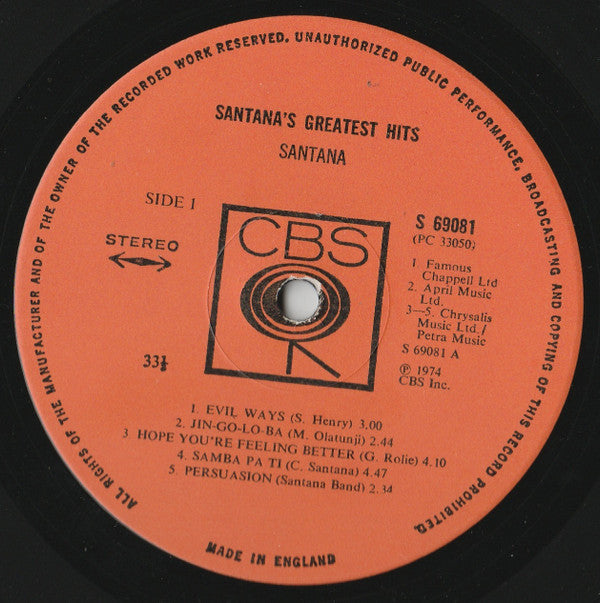 ALL RIGHTS OF THE MANUFACTURER AND OF THE OWNER OF THE RECORDED WORK RESERVED. UNAUTHORIZED PUBLIC PERFORMANCE, BROADCASTING AND COPYING OF THIS RECORD PROHIBITED.
SANTANA'S GREATEST HITS
SANTANA
SIDE 1
STEREO
33⅓
CBS
S 69081
(PC 33050)
1. Famous
Chappell Ltd
2. April Music
Ltd.
3—5. Chrysalis
Music Ltd./
Petra Music
S 69081 A
Ⓟ 1974
CBS Inc.
1. EVIL WAYS (S. Henry) 3.00
2. JIN-GO-LO-BA (M. Olatunji) 2.44
3. HOPE YOU'RE FEELING BETTER (G. Rolie) 4.10
4. SAMBA PA TI (C. Santana) 4.47
5. PERSUASION (Santana Band) 2.34
MADE IN ENGLAND